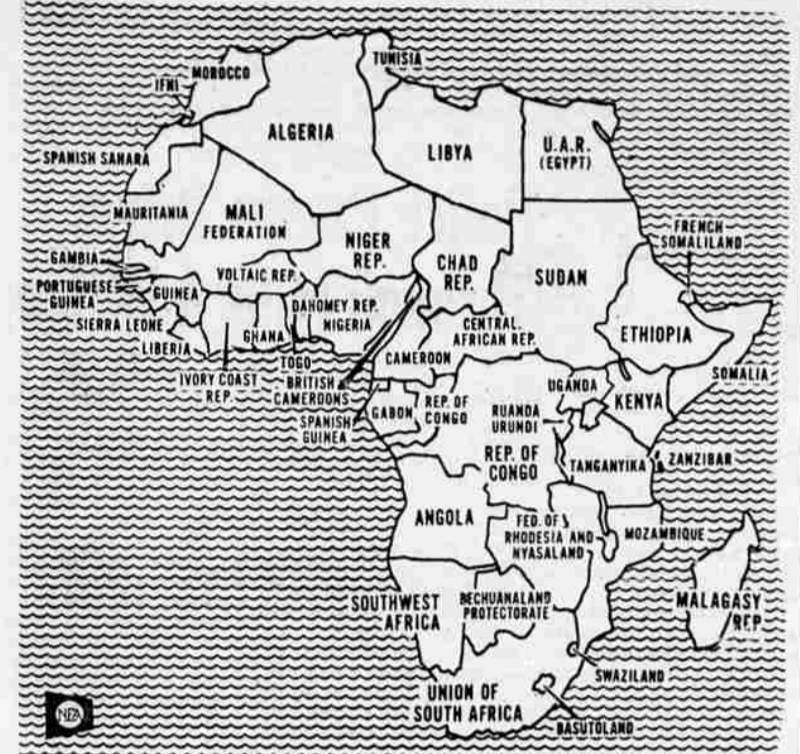 TUNISIA
MOROCCO
IFNI
ALGERIA
LIBYA
U.A.R.
(EGYPT)
SPANISH SAHARA
MAURITANIA
MALI
FEDERATION
NIGER
REP.
CHAD
REP.
SUDAN
FRENCH
SOMALILAND
GAMBIA
PORTUGUESE
GUINEA
GUINEA
VOLTAIC REP.
DAHOMEY REP.
NIGERIA
SIERRA LEONE
LIBERIA
GHANA
IVORY COAST
REP.
TOGO
BRITISH
CAMEROONS
CAMEROON
CENTRAL
AFRICAN REP.
ETHIOPIA
SOMALIA
SPANISH
GUINEA
GABON
REP. OF
CONGO
UGANDA
KENYA
RUANDA
URUNDI
REP. OF
CONGO
TANGANYIKA
ZANZIBAR
ANGOLA
FED. OF
RHODESIA AND
NYASALAND
MOZAMBIQUE
SOUTHWEST
AFRICA
BECHUANALAND
PROTECTORATE
MALAGASY
REP
SWAZILAND
UNION OF
SOUTH AFRICA
BASUTOLAND
NEA